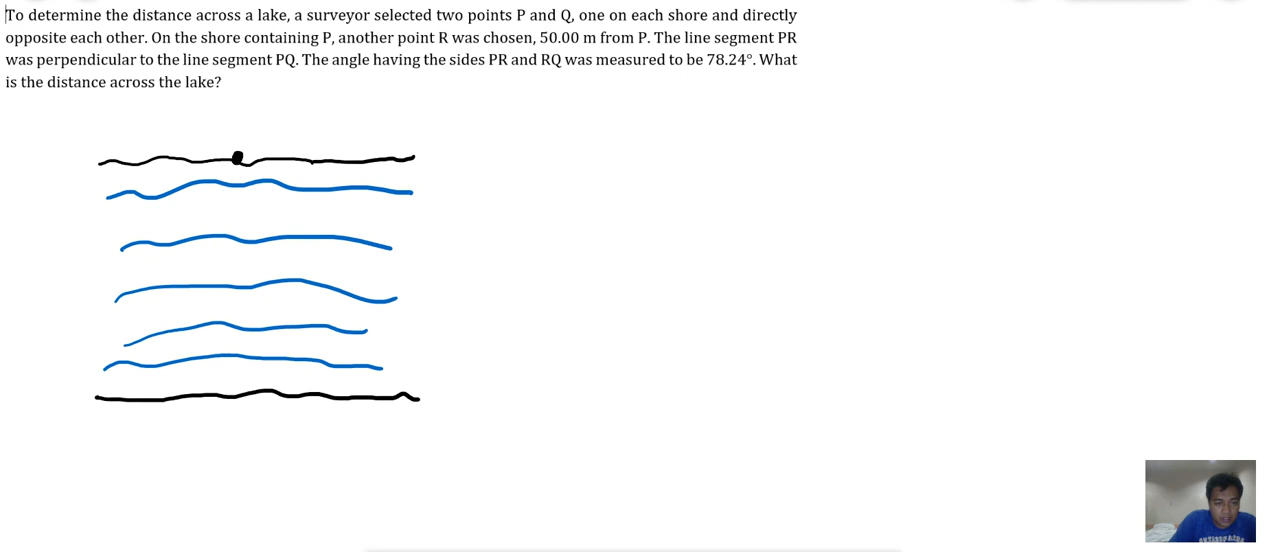 To determine the distance across a lake, a surveyor selected two points P and Q, one on each shore and directly
opposite each other. On the shore containing P, another point R was chosen, 50.00 m from P. The line segment PR
was perpendicular to the line segment PQ. The angle having the sides PR and RQ was measured to be 78.24°. What
is the distance across the lake?